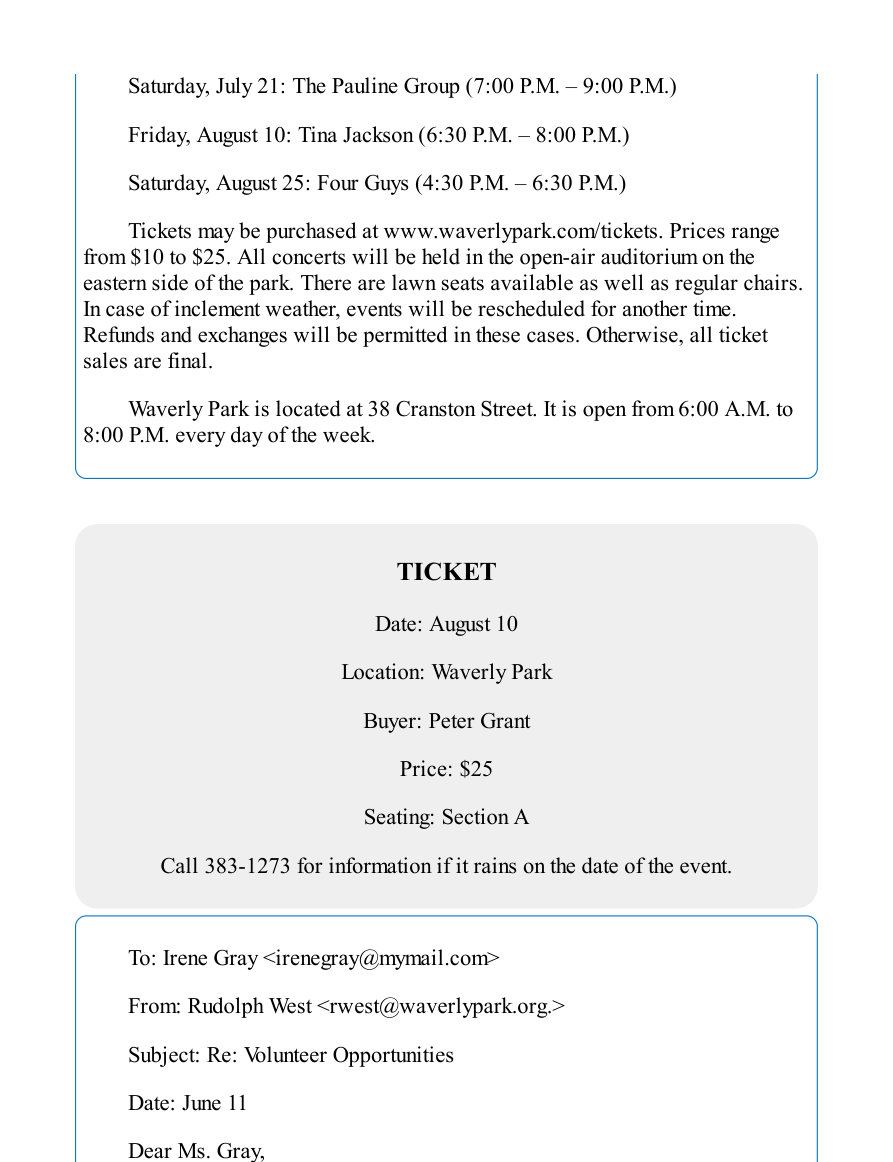 Saturday, July 21: The Pauline Group (7:00 P.M. – 9:00 P.M.)
Friday, August 10: Tina Jackson (6:30 P.M. – 8:00 P.M.)
Saturday, August 25: Four Guys (4:30 P.M. – 6:30 P.M.)
Tickets may be purchased at www.waverlypark.com/tickets. Prices range
from $10 to $25. All concerts will be held in the open-air auditorium on the
eastern side of the park. There are lawn seats available as well as regular chairs.
In case of inclement weather, events will be rescheduled for another time.
Refunds and exchanges will be permitted in these cases. Otherwise, all ticket
sales are final.
Waverly Park is located at 38 Cranston Street. It is open from 6:00 A.M. to
8:00 P.M. every day of the week.
TICKET
Date: August 10
Location: Waverly Park
Buyer: Peter Grant
Price: $25
Seating: Section A
Call 383-1273 for information if it rains on the date of the event.
To: Irene Gray <irenegray@mymail.com>
From: Rudolph West <rwest@waverlypark.org.>
Subject: Re: Volunteer Opportunities
Date: June 11
Dear Ms. Gray,